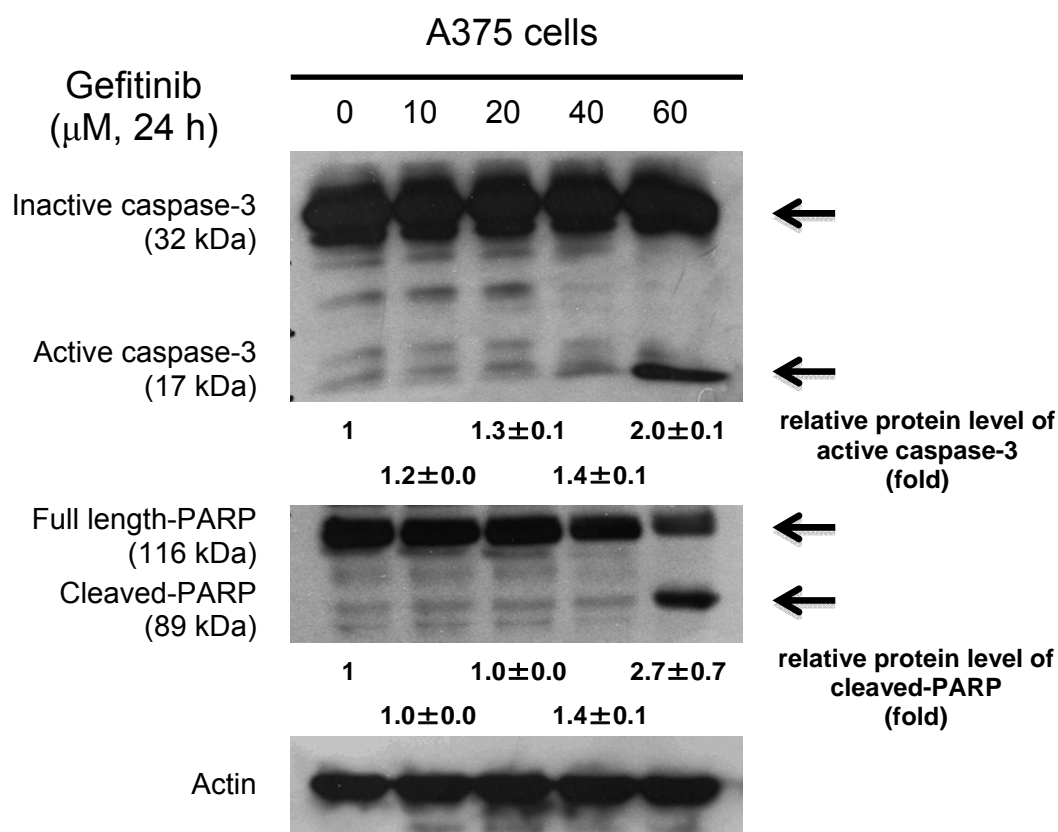 A375 cells
Gefitinib
(μM, 24 h)
0 10 20 40 60
Inactive caspase-3
(32 kDa)
Active caspase-3
(17 kDa)
1 1.3±0.1 2.0±0.1
1.2±0.0 1.4±0.1
relative protein level of
active caspase-3
(fold)
Full length-PARP
(116 kDa)
Cleaved-PARP
(89 kDa)
1 1.0±0.0 2.7±0.7
1.0±0.0 1.4±0.1
relative protein level of
cleaved-PARP
(fold)
Actin